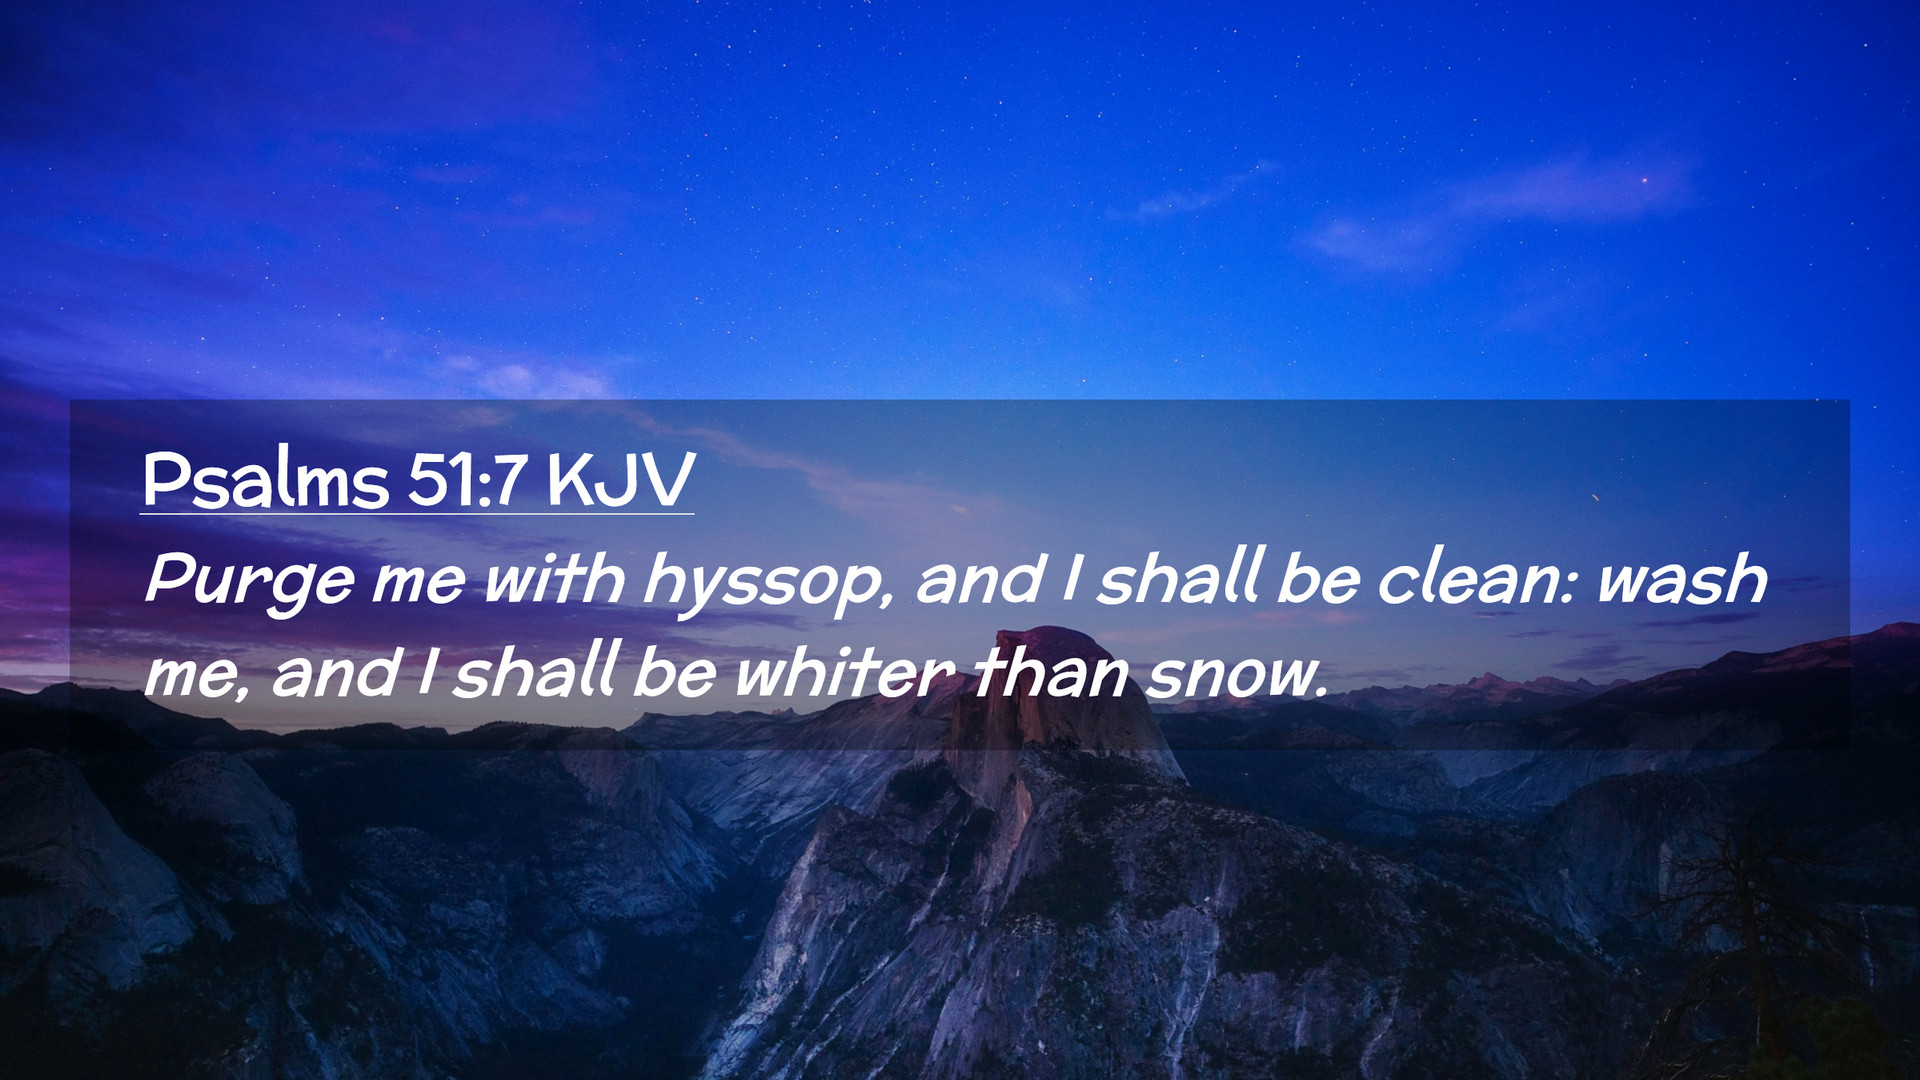 Psalms 51:7 KJV
Purge me with hyssop, and I shall be clean: wash
me, and I shall be whiter than snow.